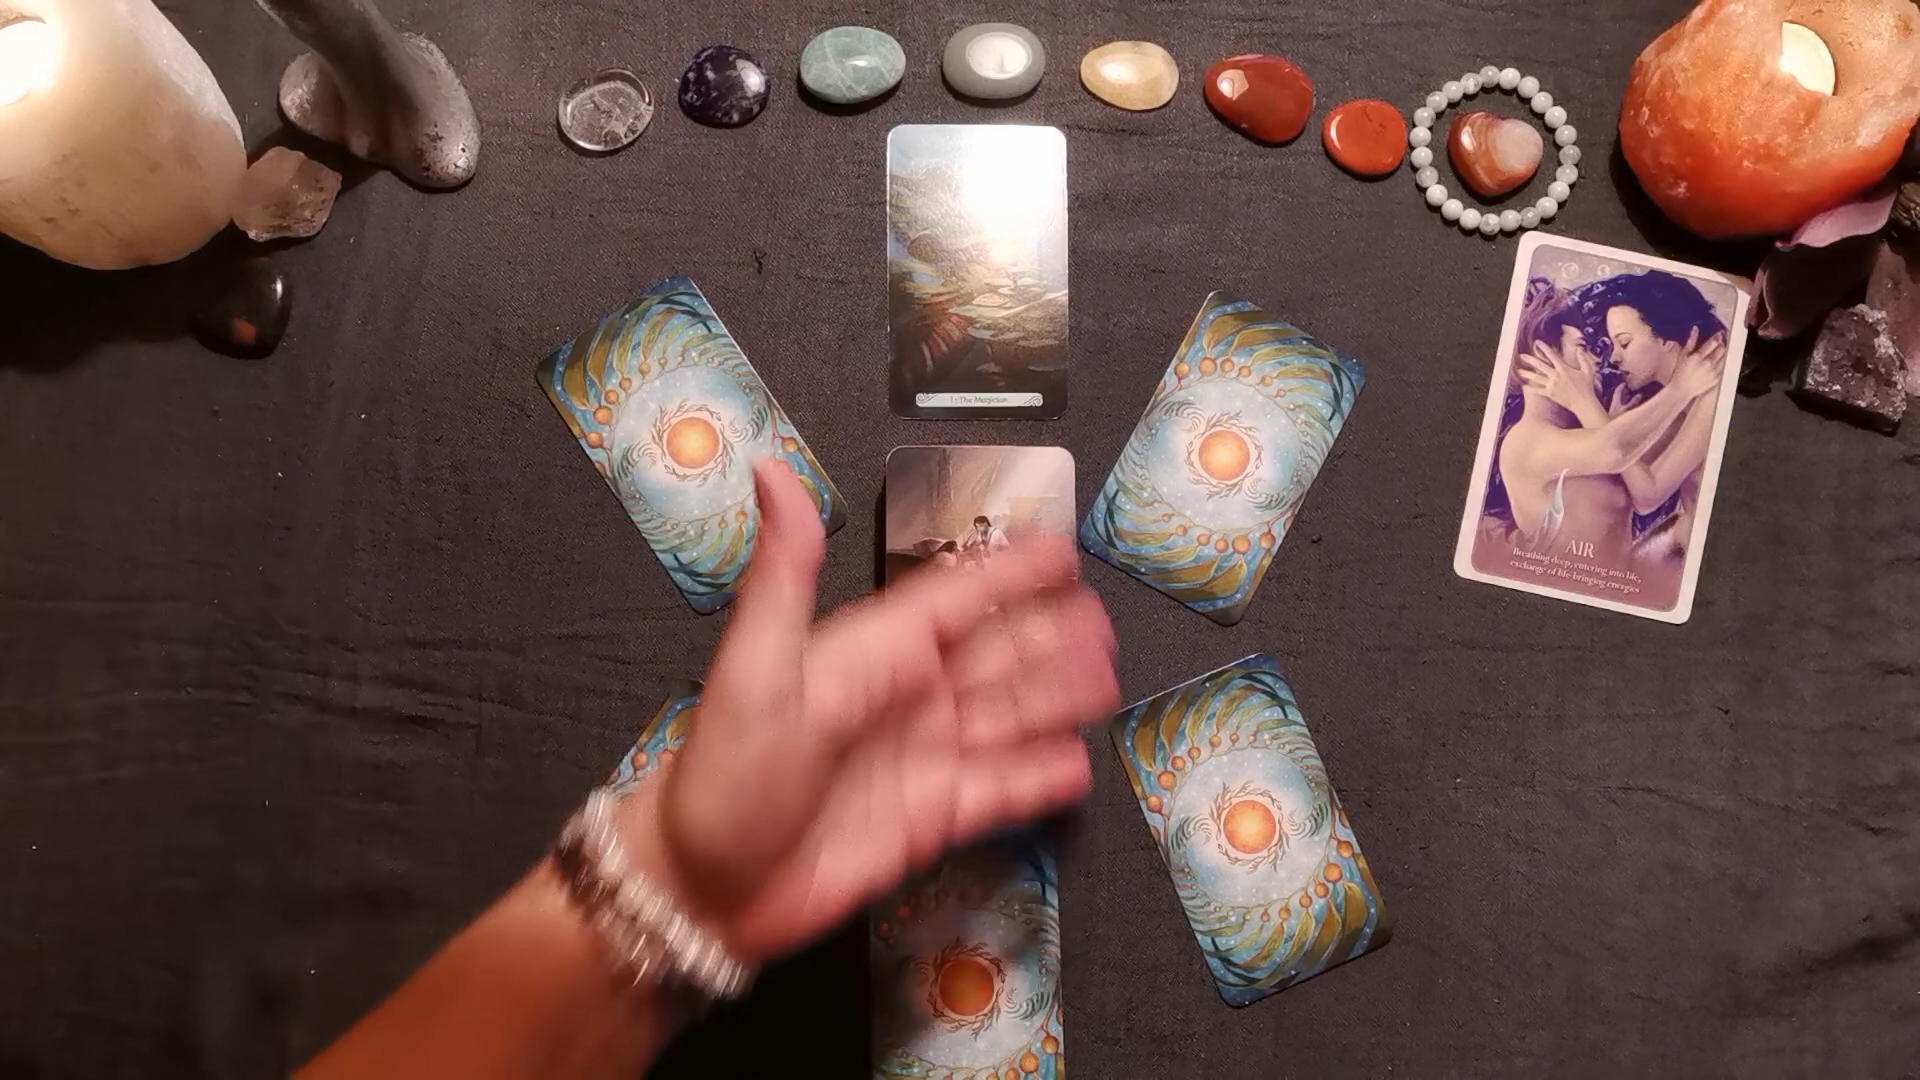 1: The Magician
AIR
Breathing deep, entering into life,
exchange of life-bringing energies